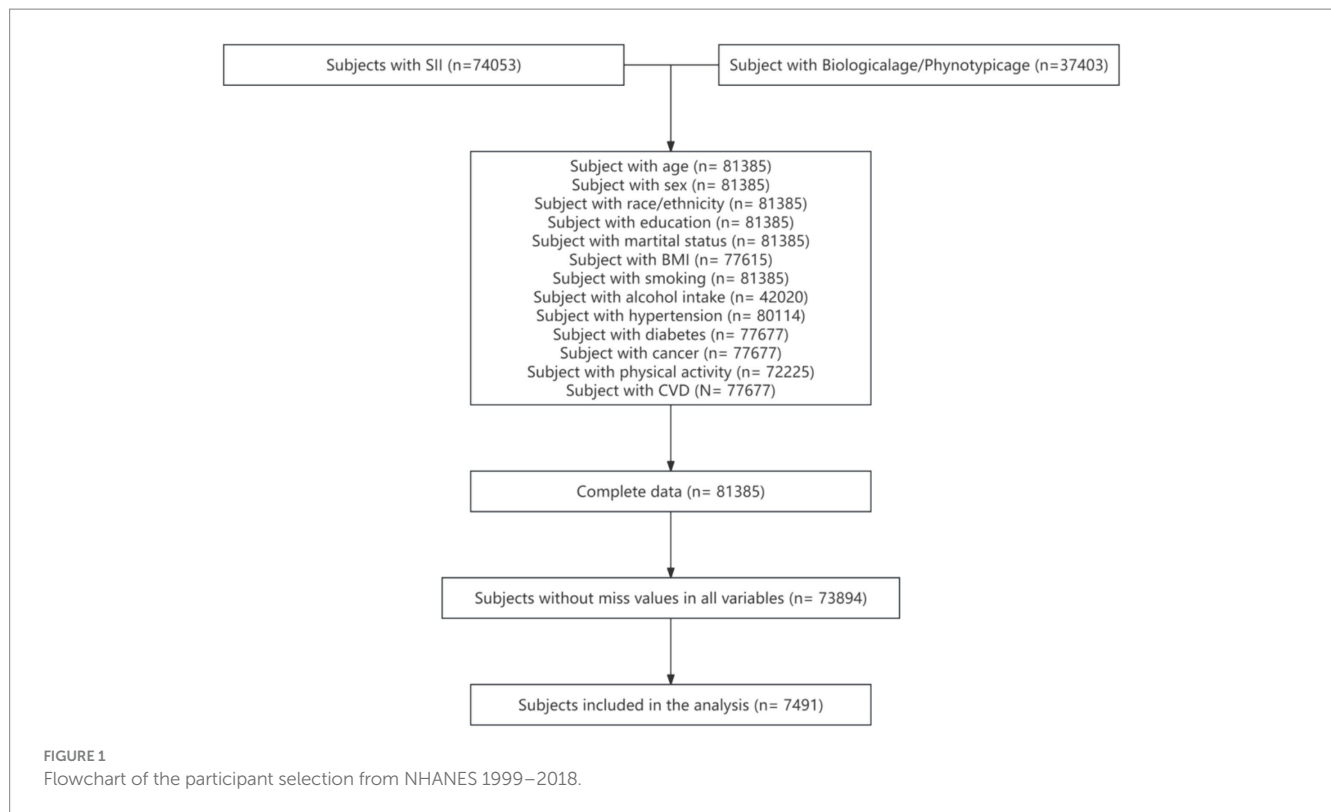 Subjects with SII (n=74053)
Subject with Biologicalage/Phynotypicage (n=37403)
Subject with age (n= 81385)
Subject with sex (n= 81385)
Subject with race/ethnicity (n= 81385)
Subject with education (n= 81385)
Subject with martital status (n= 81385)
Subject with BMI (n= 77615)
Subject with smoking (n= 81385)
Subject with alcohol intake (n= 42020)
Subject with hypertension (n= 80114)
Subject with diabetes (n= 77677)
Subject with cancer (n= 77677)
Subject with physical activity (n= 72225)
Subject with CVD (N= 77677)
Complete data (n= 81385)
Subjects without miss values in all variables (n= 73894)
Subjects included in the analysis (n= 7491)
FIGURE 1
Flowchart of the participant selection from NHANES 1999–2018.